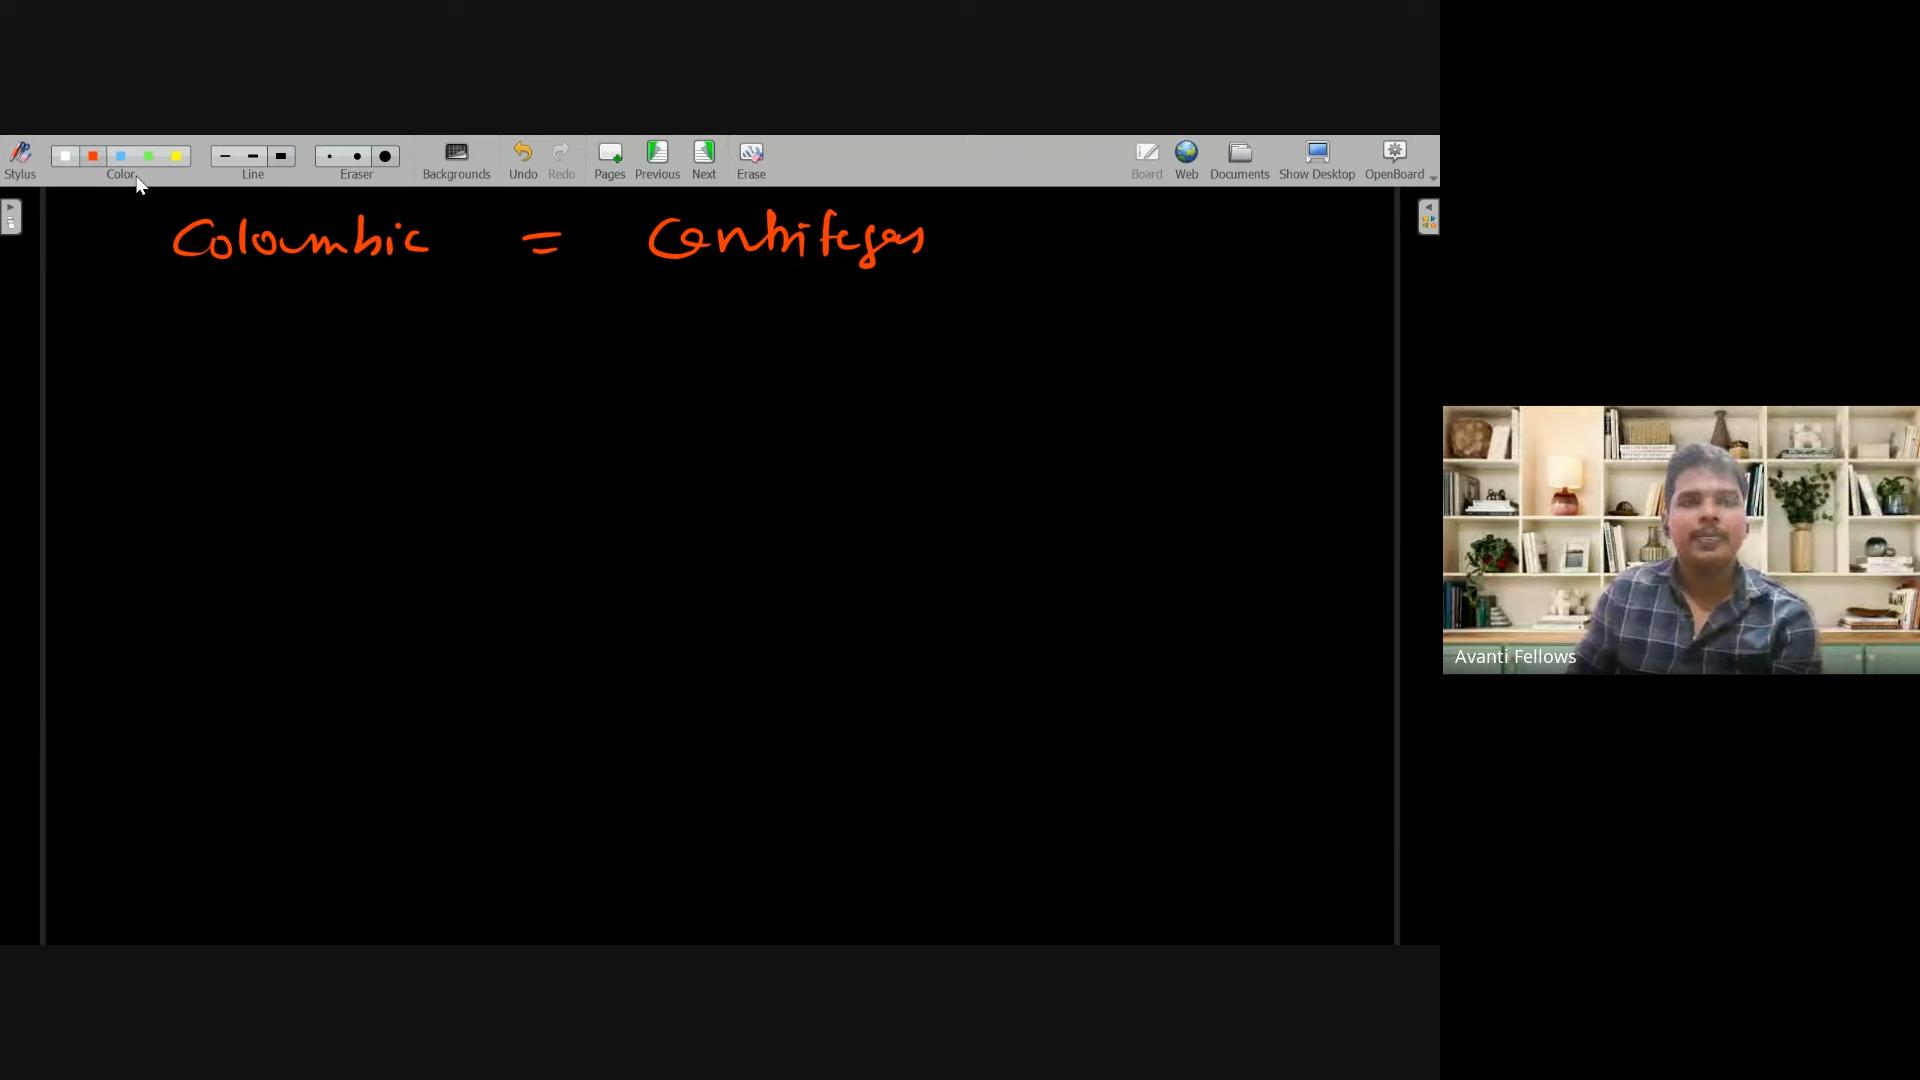 Stylus Color Line Eraser Backgrounds Undo Redo Pages Previous Next Erase Board Web Documents Show Desktop OpenBoard
Coloumbic =
Avanti Fellows